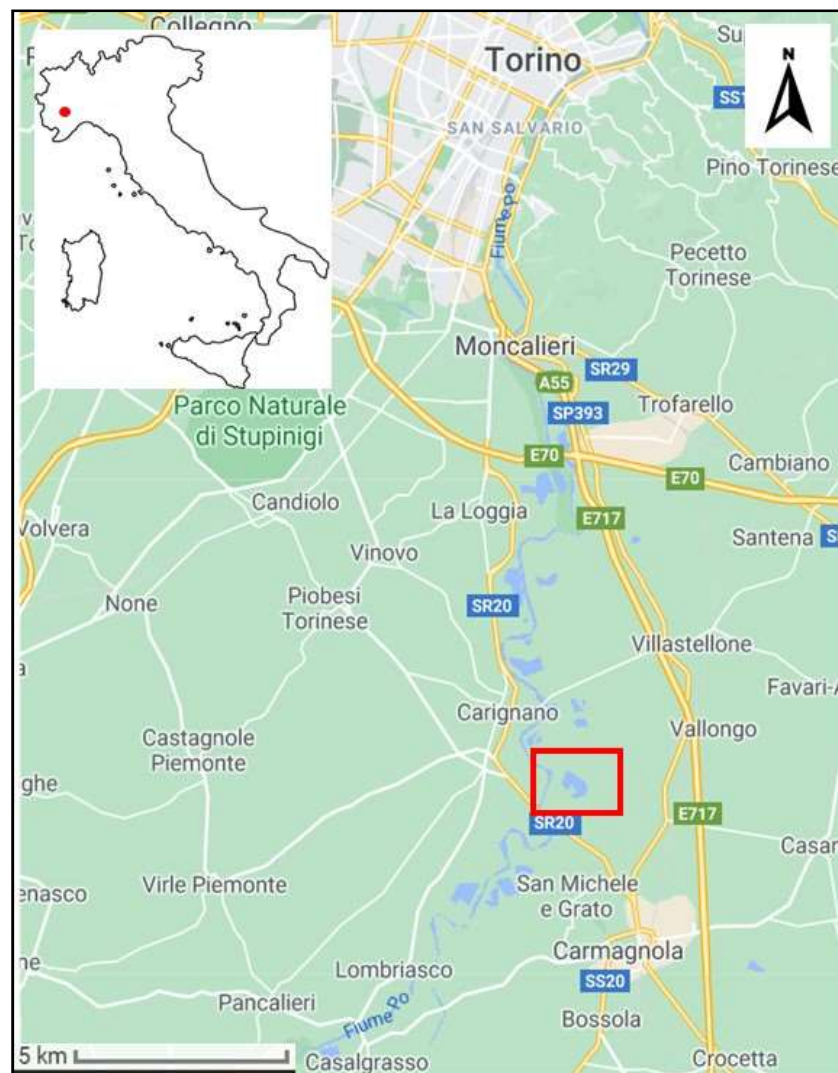 Collegno
Torino
N
SAN SALVARIO
Pino Torinese
Fiume Po
Pecetto
Torinese
Moncalieri
SR29
A55
Parco Naturale
di Stupinigi
SP393
Trofarello
E70
Cambiano
E70
Candiolo
La Loggia
E717
Volvera
Santena
Vinovo
None
Piobesi
Torinese
SR20
Villastellone
Favari-A
Carignano
Vallongo
Castagnole
Piemonte
ghe
E717
SR20
Casar
Virle Piemonte
San Michele
e Grato
enasco
Carmagnola
Lombriasco
SS20
Pancalieri
Fiume Po
Bossola
5 km
Casalgrasso
Crocetta